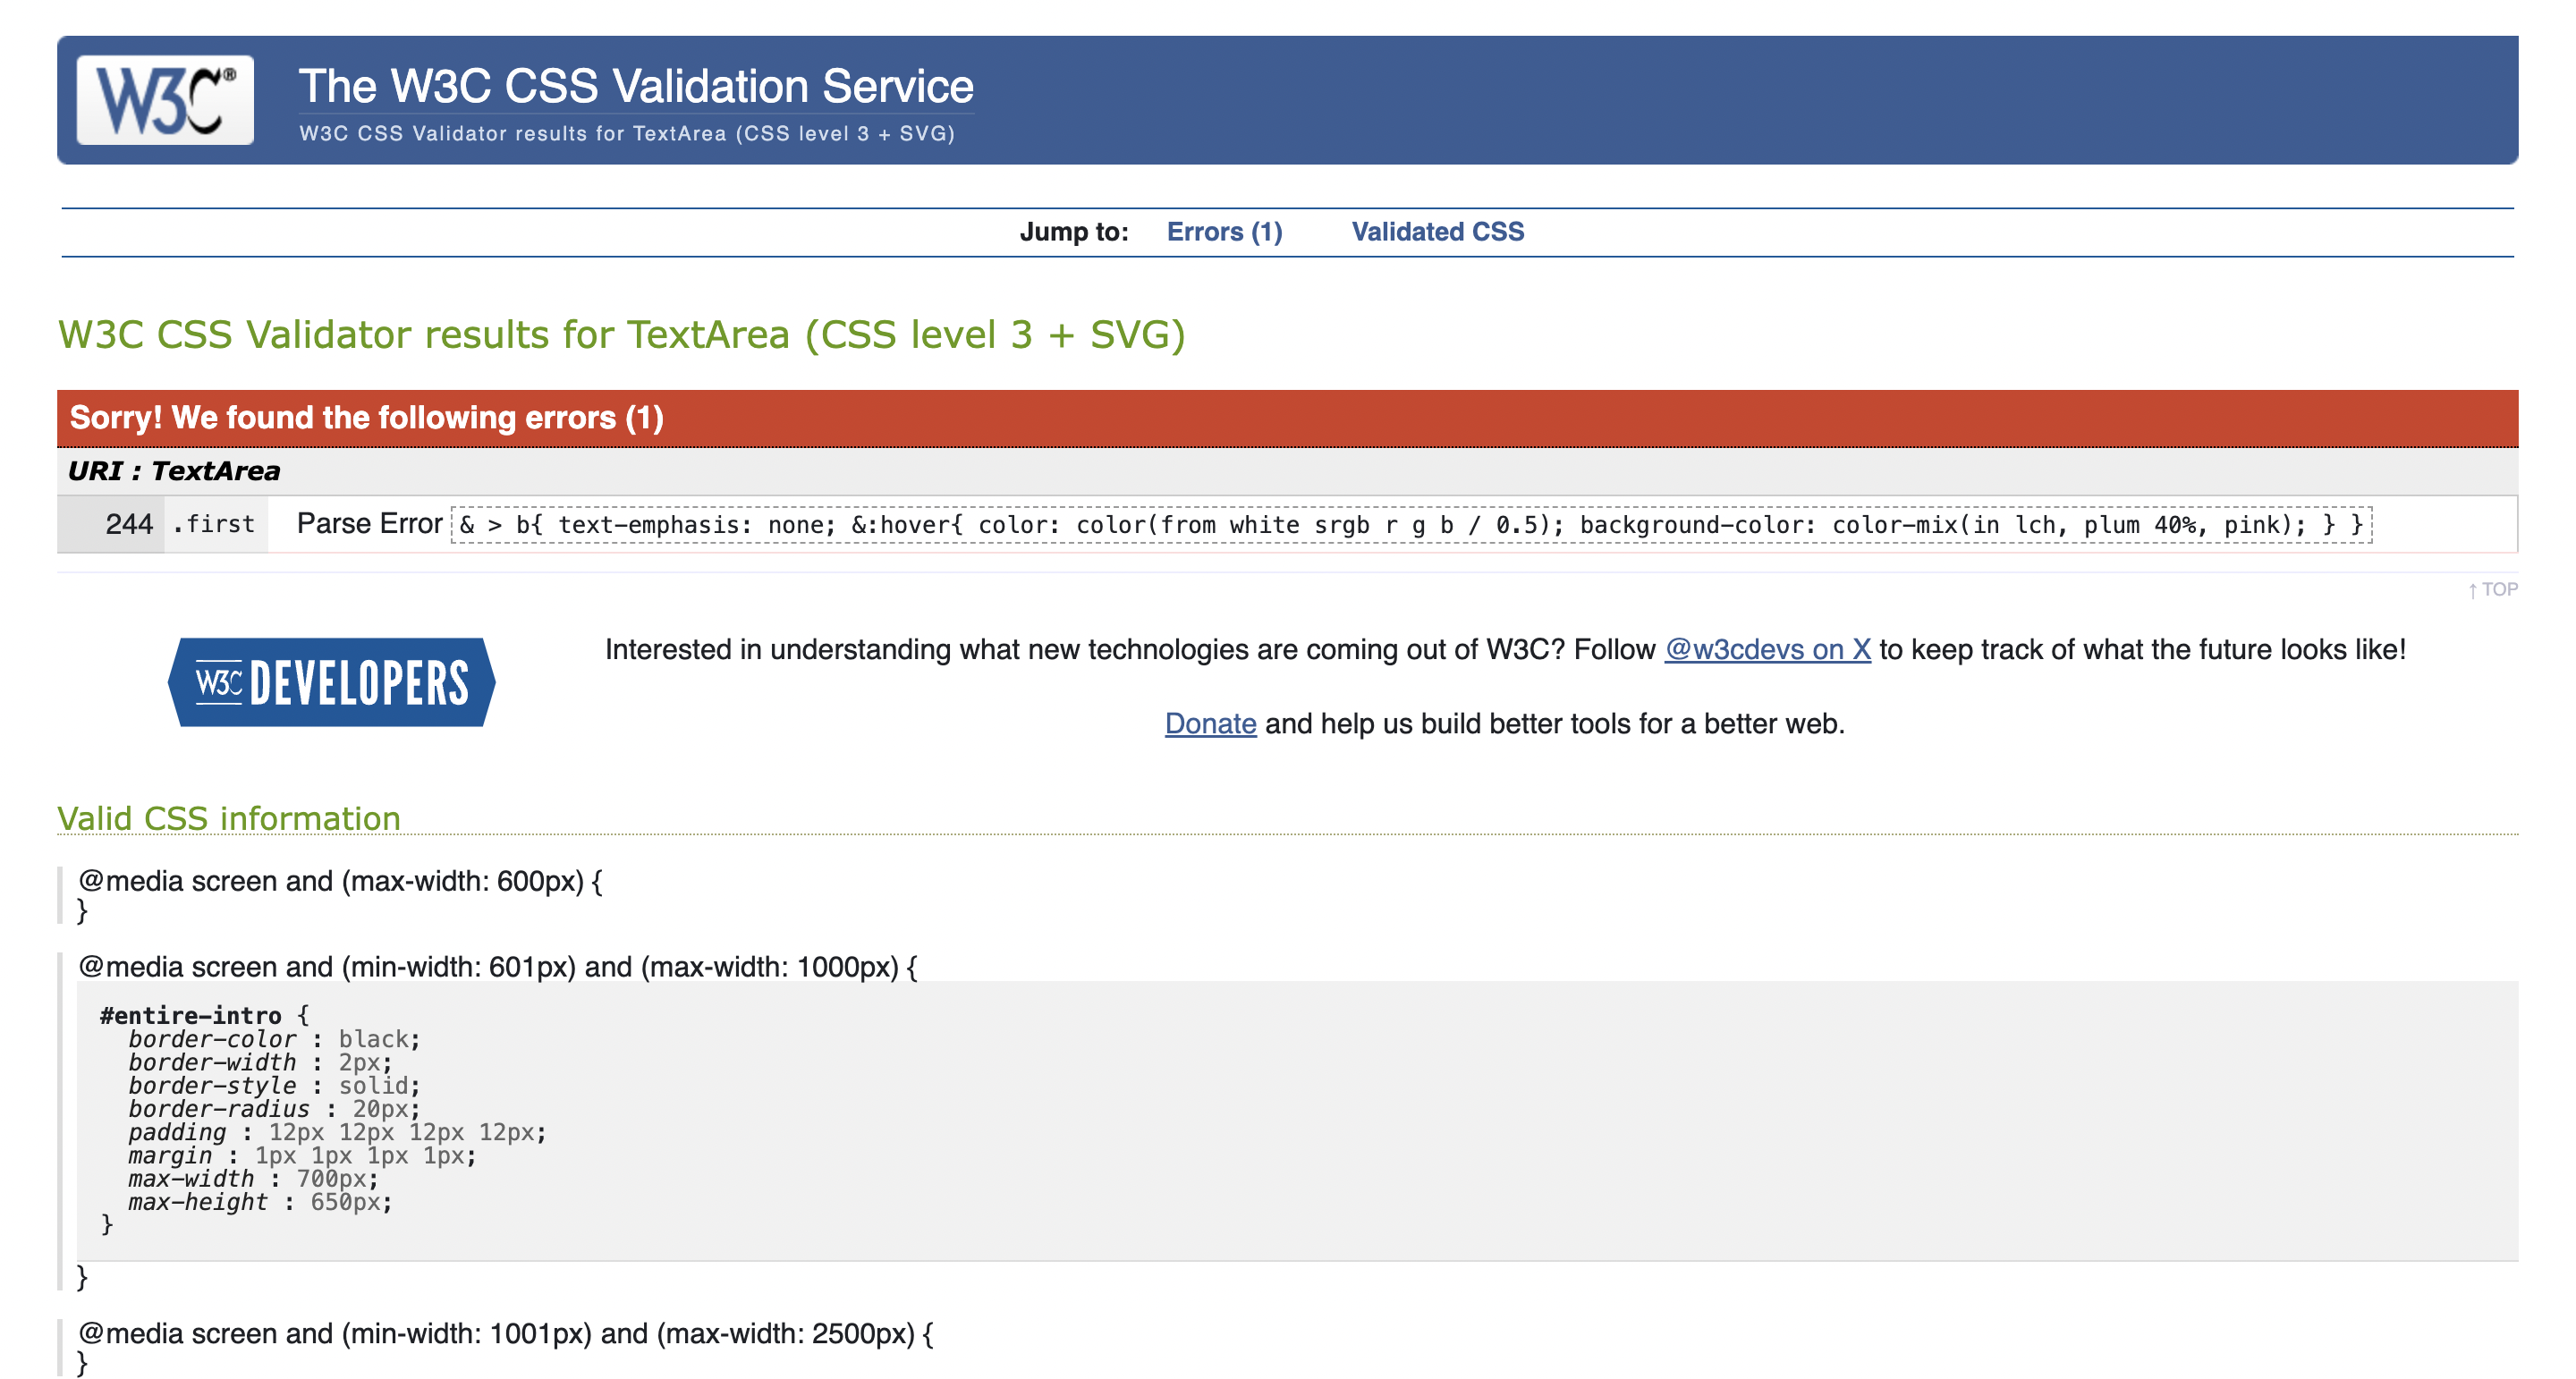 W3C®
The W3C CSS Validation Service
W3C CSS Validator results for TextArea (CSS level 3 + SVG)
Jump to: Errors (1) Validated CSS
W3C CSS Validator results for TextArea (CSS level 3 + SVG)
Sorry! We found the following errors (1)
URI : TextArea
244 .first Parse Error & > b{ text-emphasis: none; &:hover{ color: color(from white srgb r g b / 0.5); background-color: color-mix(in lch, plum 40%, pink); } }
↑ TOP
W3C DEVELOPERS
Interested in understanding what new technologies are coming out of W3C? Follow @w3cdevs on X to keep track of what the future looks like!
Donate and help us build better tools for a better web.
Valid CSS information
@media screen and (max-width: 600px) {
}
@media screen and (min-width: 601px) and (max-width: 1000px) {
#entire-intro {
border-color : black;
border-width : 2px;
border-style : solid;
border-radius : 20px;
padding : 12px 12px 12px 12px;
margin : 1px 1px 1px 1px;
max-width : 700px;
max-height : 650px;
}
}
@media screen and (min-width: 1001px) and (max-width: 2500px) {
}